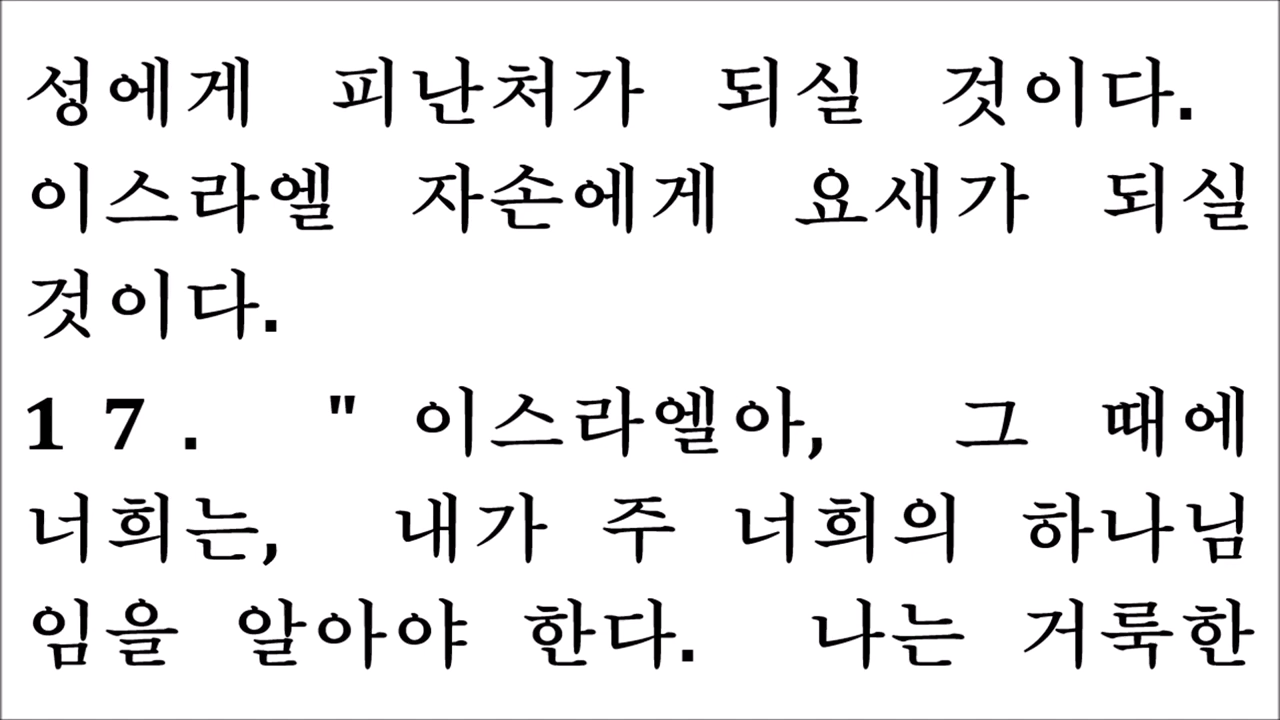 성에게 피난처가 되실 것이다.
이스라엘 자손에게 요새가 되실
것이다.
17. "이스라엘아, 그 때에
너희는, 내가 주 너희의 하나님
임을 알아야 한다. 나는 거룩한